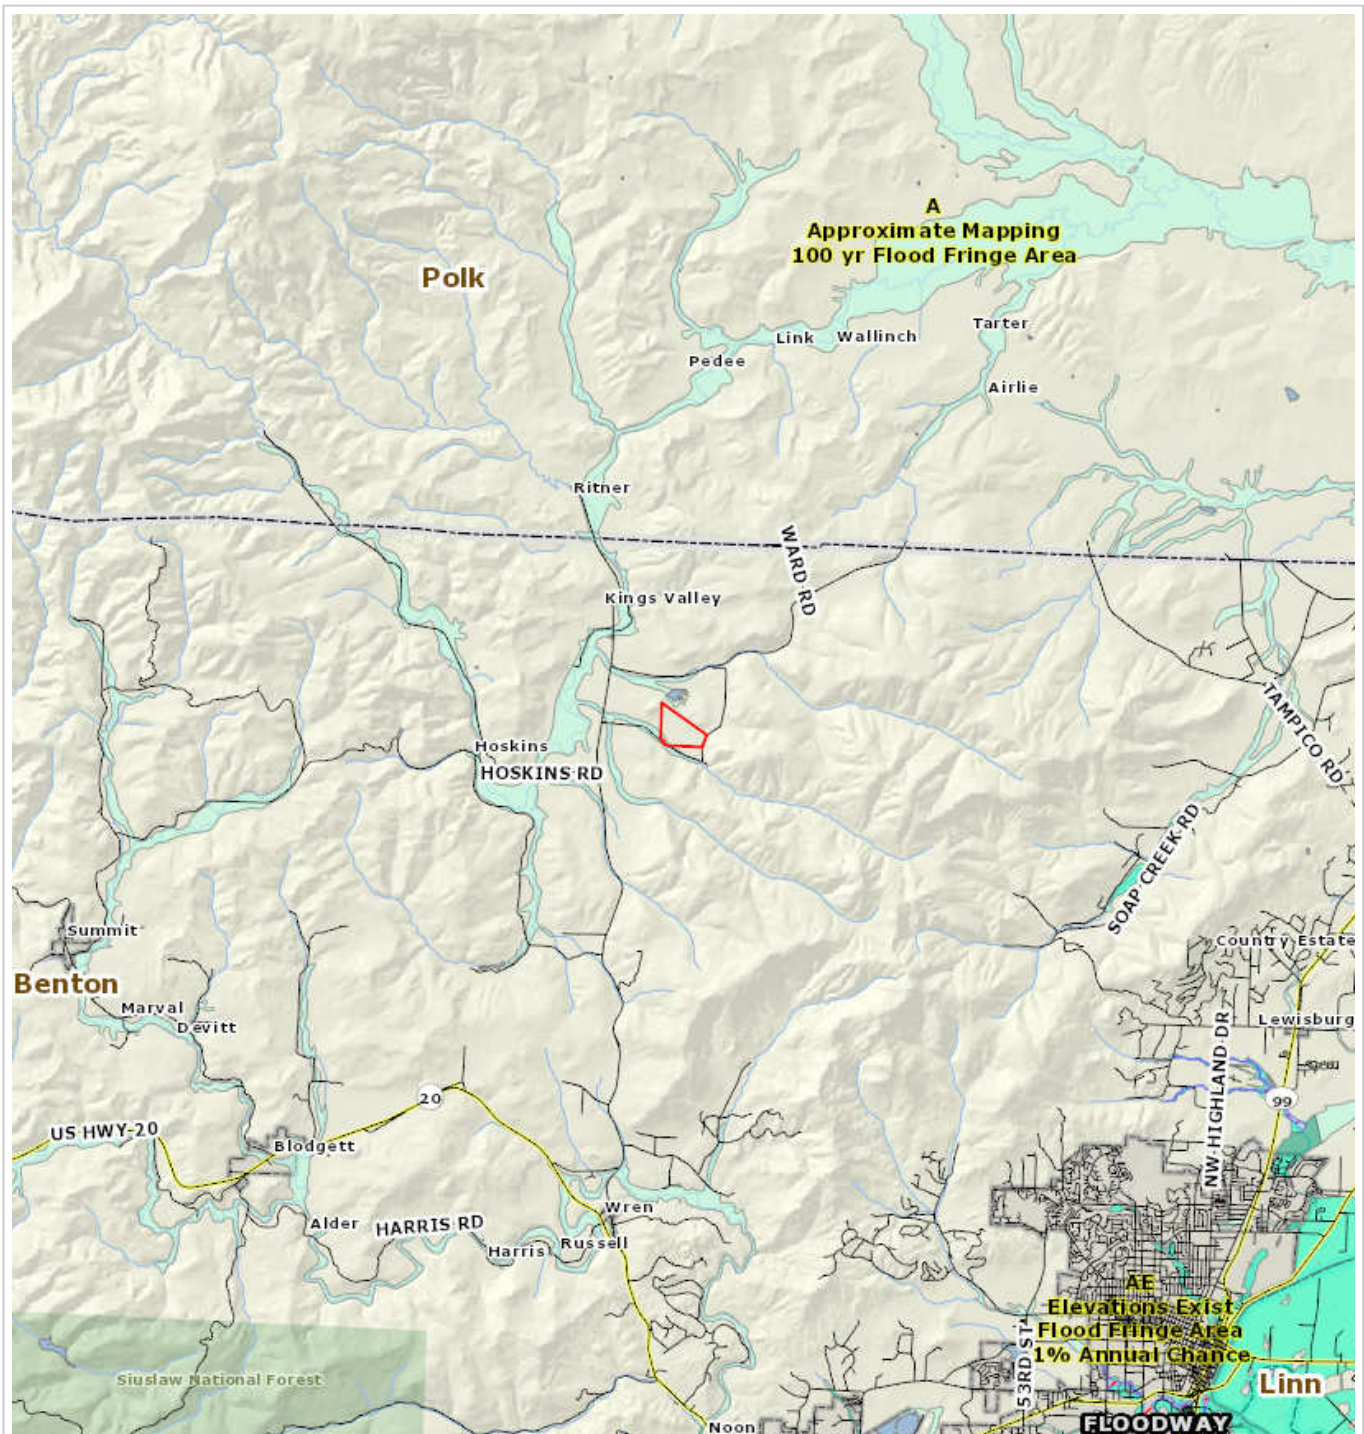 A
Approximate Mapping
100 yr Flood Fringe Area
Polk
Link
Wallinch
Tarter
Pedee
Airlie
Ritner
WARD RD
Kings Valley
TAMPICO RD
Hoskins
HOSKINS RD
SOAP CREEK RD
Summit
Country Estate
Benton
Marval
Devitt
Lewisburg
NW HIGHLAND DR
20
99
US HWY 20
Blodgett
Wren
Alder
HARRIS RD
Harris
Russell
AE
Elevations Exist
Flood Fringe Area
1% Annual Chance
53RD ST
Siuslaw National Forest
Linn
Noon
FLOODWAY